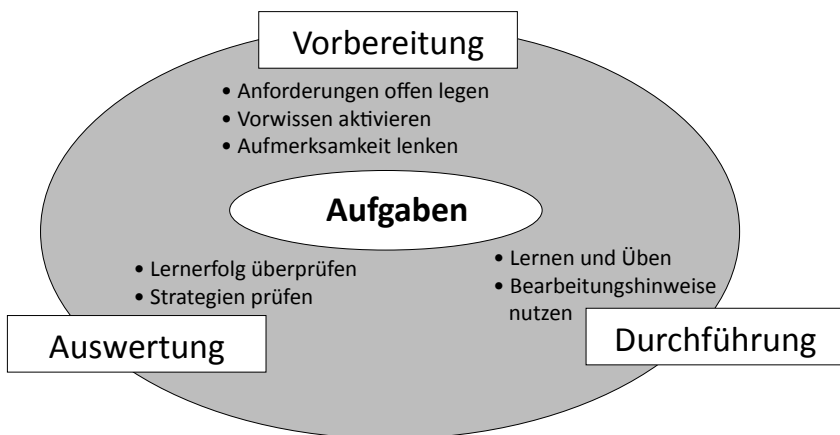 Vorbereitung
• Anforderungen offen legen
• Vorwissen aktivieren
• Aufmerksamkeit lenken
Aufgaben
• Lernerfolg überprüfen
• Strategien prüfen
Auswertung
• Lernen und Üben
• Bearbeitungshinweise
nutzen
Durchführung